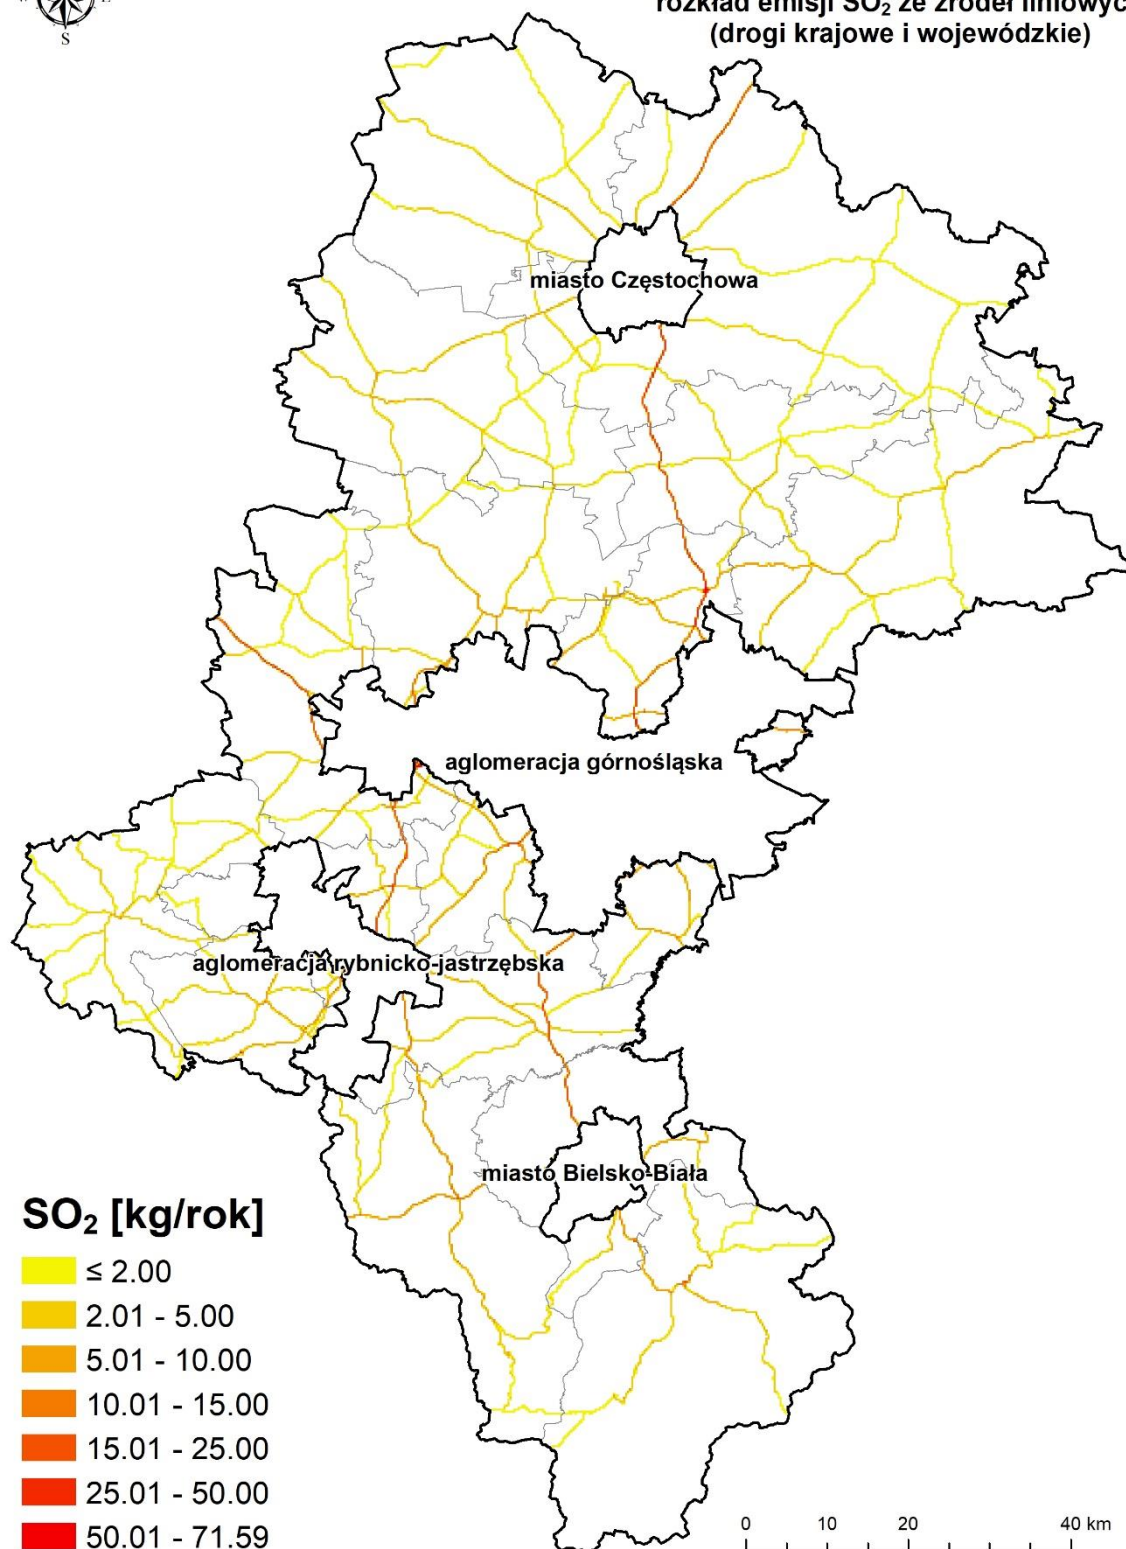 S
rozkład emisji SO₂ ze źródeł liniowych
(drogi krajowe i wojewódzkie)
miasto Częstochowa
aglomeracja górnośląska
aglomeracja rybnicko-jastrzębska
miasto Bielsko-Biała
SO₂ [kg/rok]
≤ 2.00
2.01 - 5.00
5.01 - 10.00
10.01 - 15.00
15.01 - 25.00
25.01 - 50.00
50.01 - 71.59
0 10 20 40 km